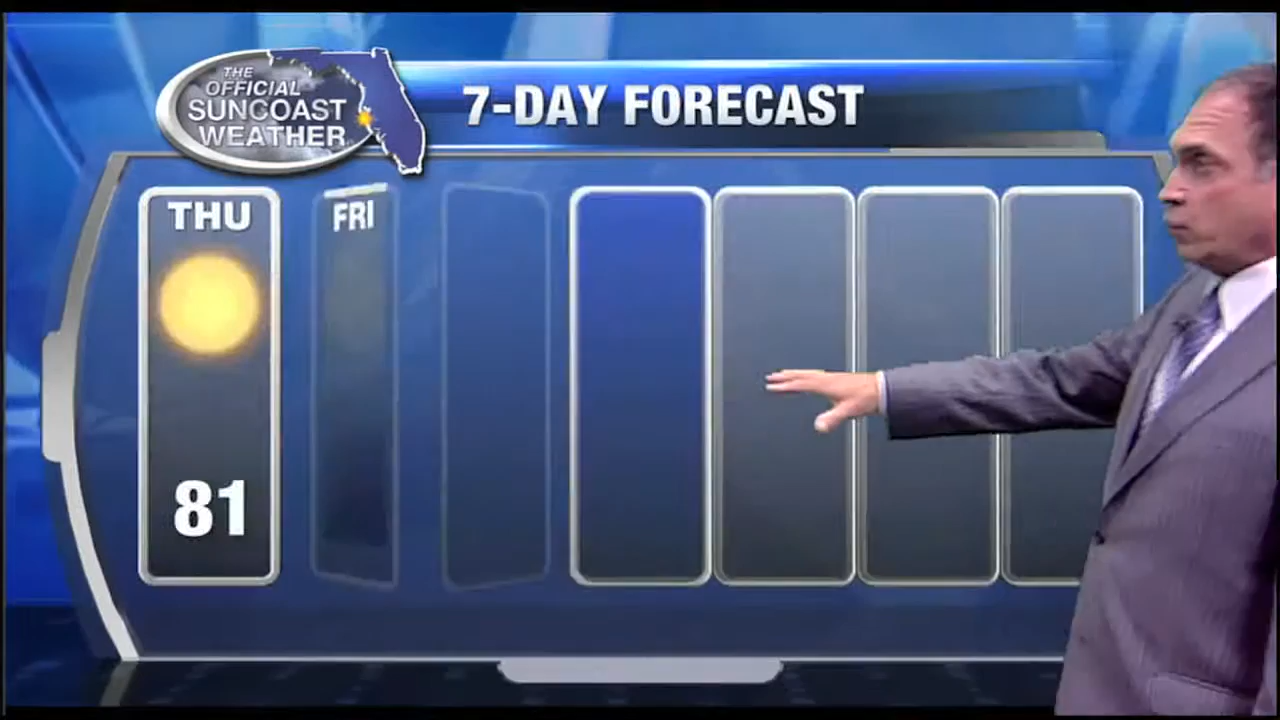 THE
OFFICIAL
SUNCOAST
WEATHER
7-DAY FORECAST
THU
FRI
81